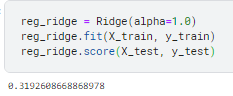 reg_ridge = Ridge(alpha=1.0)
reg_ridge.fit(X_train, y_train)
reg_ridge.score(X_test, y_test)
0.3192608668868978